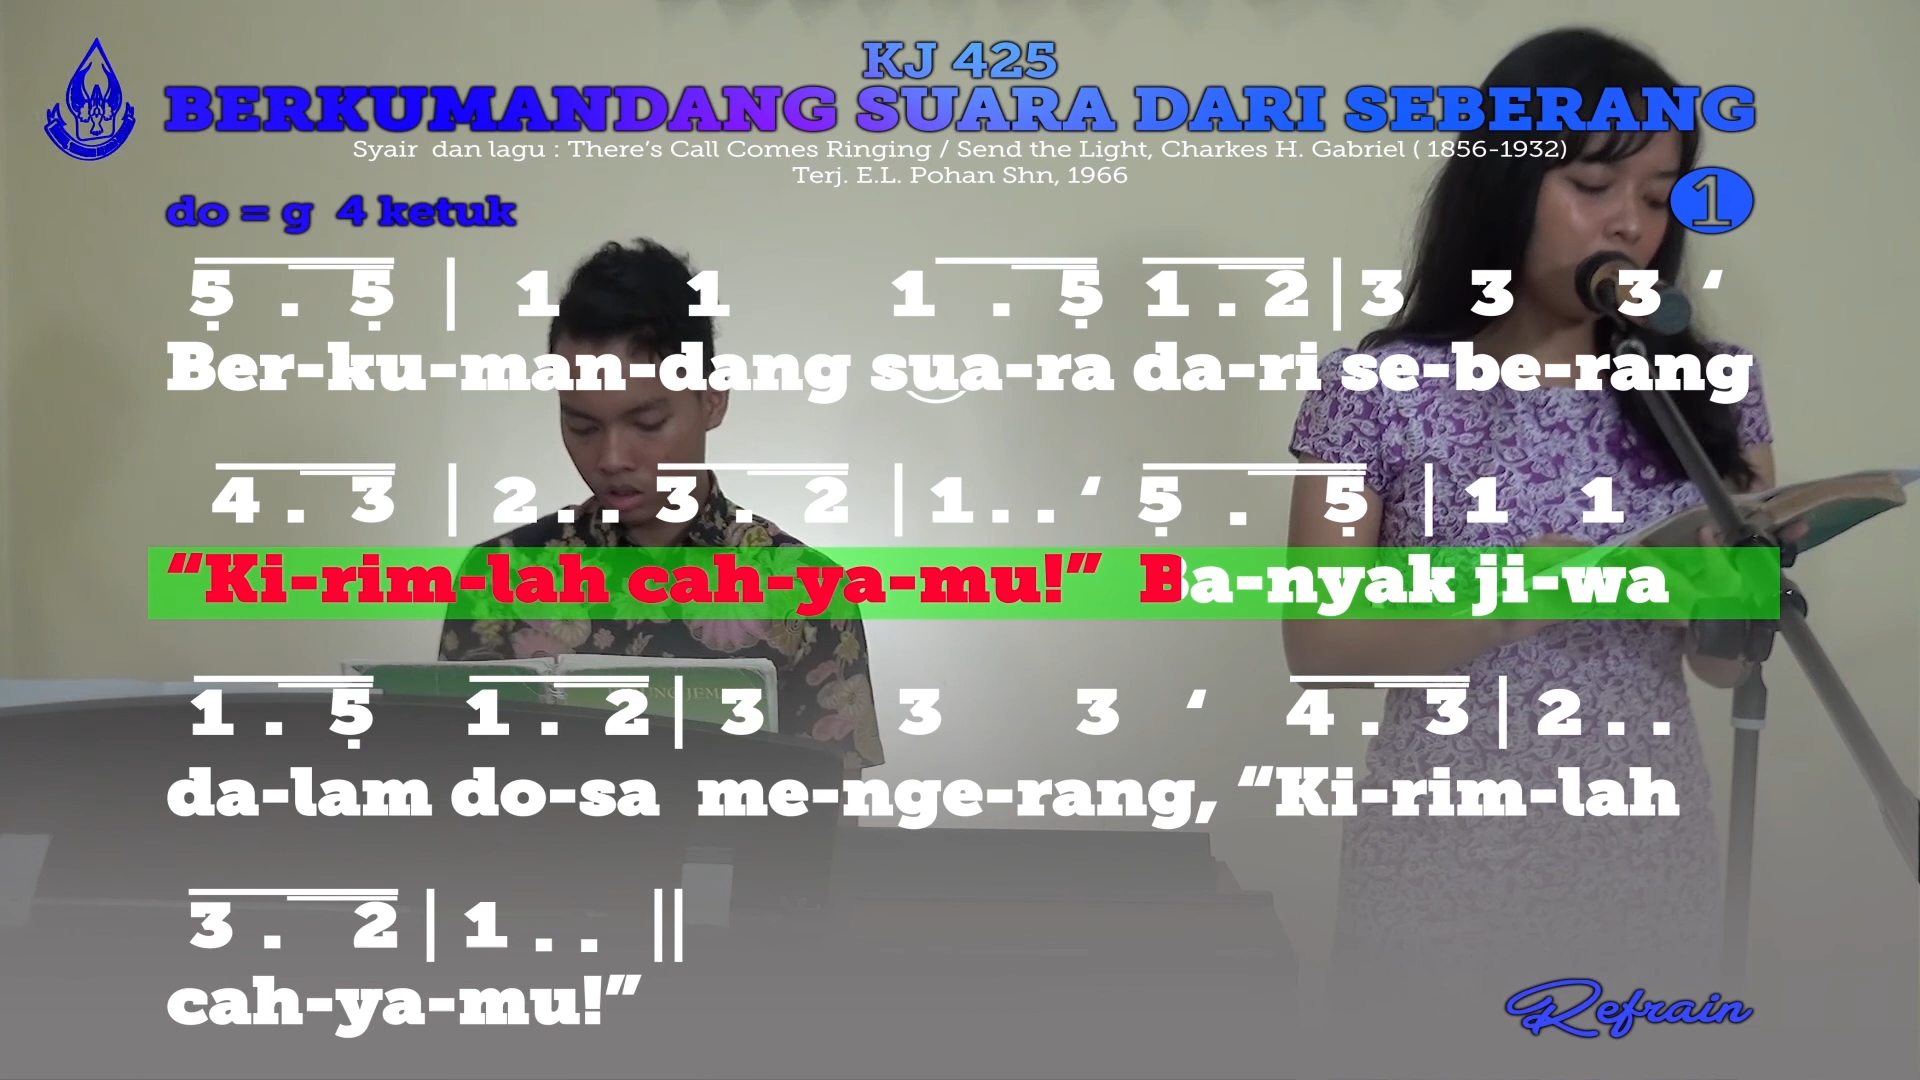 KJ 425
BERKUMANDANG SUARA DARI SEBERANG
Syair dan lagu : There's Call Comes Ringing / Send the Light, Charkes H. Gabriel ( 1856-1932)
Terj. E.L. Pohan Shn, 1966
do = g 4 ketuk
1
5̣ . 5̣ | 1 1 1 . 5̣ 1 . 2 | 3 3 3 ‘
Ber-ku-man-dang sua-ra da-ri se-be-rang
4 . 3 | 2 . . 3 . 2 | 1 . . ‘ 5̣ . 5̣ | 1 1
“Ki-rim-lah cah-ya-mu!” Ba-nyak ji-wa
1 . 5̣ 1 . 2 | 3 3 3 ‘ 4 . 3 | 2 . .
da-lam do-sa me-nge-rang, “Ki-rim-lah
3 . 2 | 1 . . ||
cah-ya-mu!”
Refrain